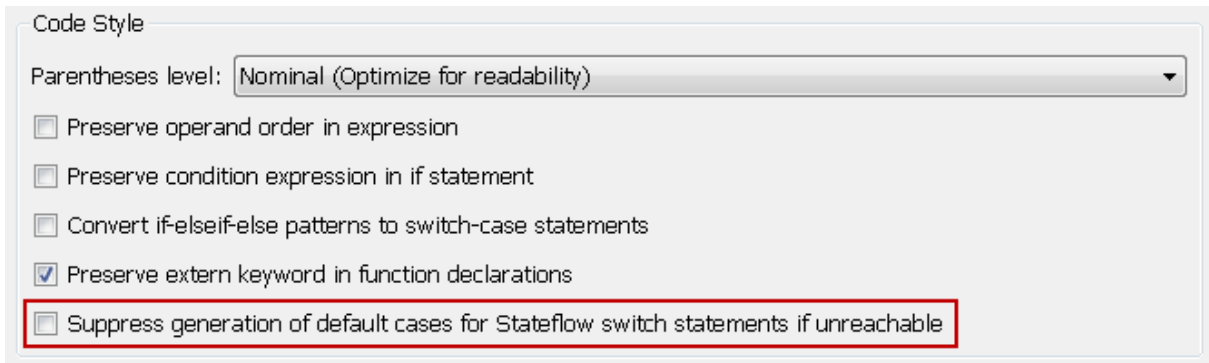 Code Style
Parentheses level: Nominal (Optimize for readability)
Preserve operand order in expression
Preserve condition expression in if statement
Convert if-elseif-else patterns to switch-case statements
Preserve extern keyword in function declarations
Suppress generation of default cases for Stateflow switch statements if unreachable